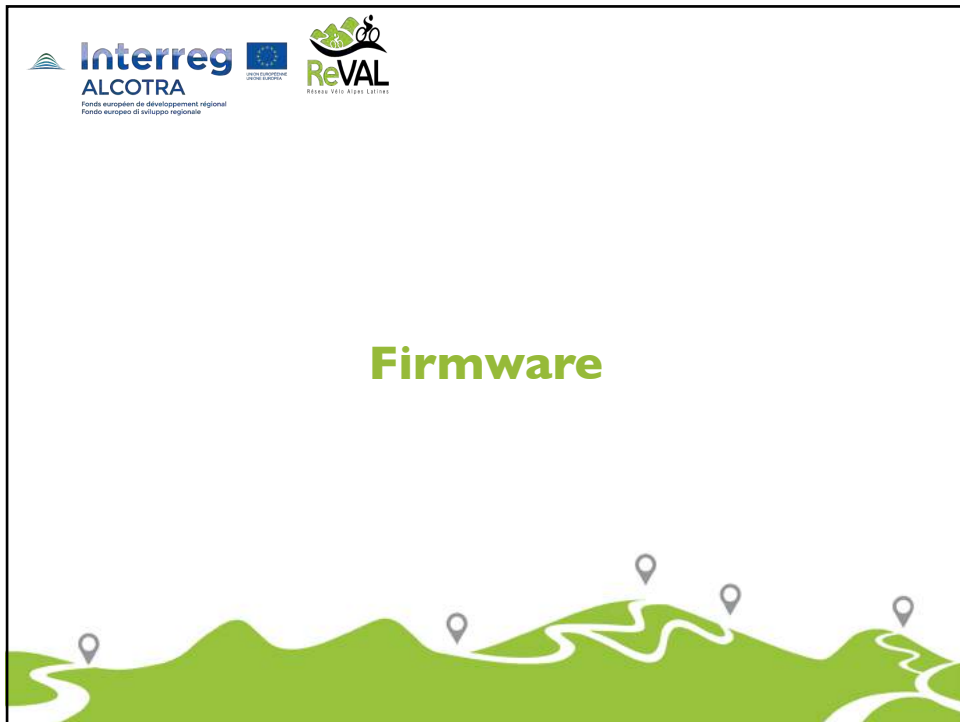 Interreg
ALCOTRA
Fonds européen de développement régional
Fondo europeo di sviluppo regionale
UNION EUROPÉENNE
UNIONE EUROPEA
ReVAL
Réseau Vélo Alpes Latines
Firmware